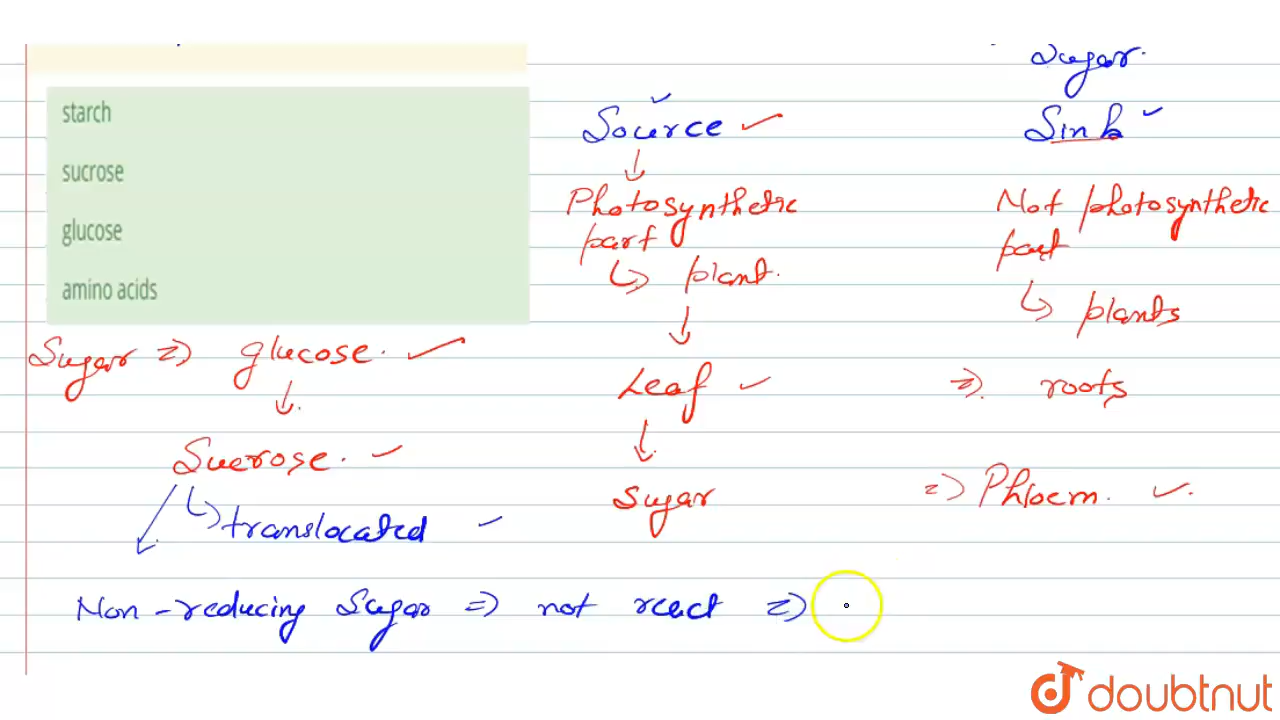 Sugar.
starch
sucrose
glucose
amino acids
Source
Sink
Photosynthetic
part
plant.
Leaf
Sugar
Not photosynthetic
part
plants
⇒ roots
⇒ Phloem.
Sugar ⇒ glucose.
Sucrose.
translocated
Non-reducing Sugar ⇒ not react ⇒
doubtnut